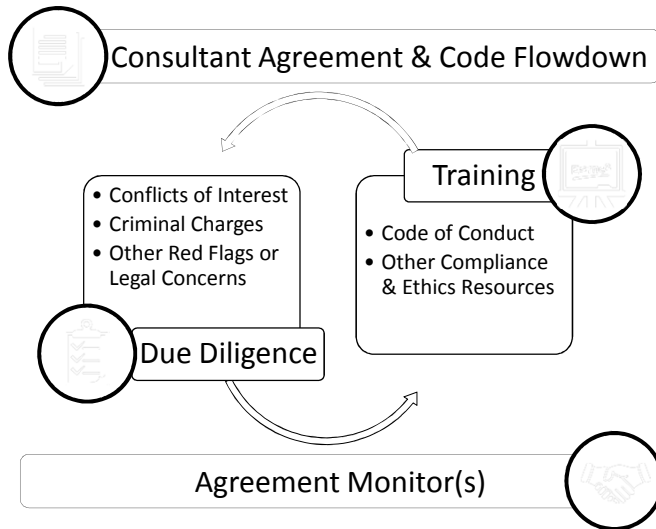 Consultant Agreement & Code Flowdown
• Conflicts of Interest
• Criminal Charges
• Other Red Flags or
Legal Concerns
Due Diligence
Training
• Code of Conduct
• Other Compliance
& Ethics Resources
Agreement Monitor(s)